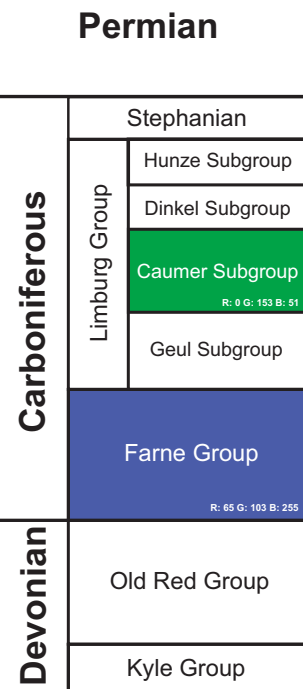 Permian
Carboniferous
Stephanian
Limburg Group
Hunze Subgroup
Dinkel Subgroup
Caumer Subgroup
R: 0 G: 153 B: 51
Geul Subgroup
Farne Group
R: 65 G: 103 B: 255
Devonian
Old Red Group
Kyle Group